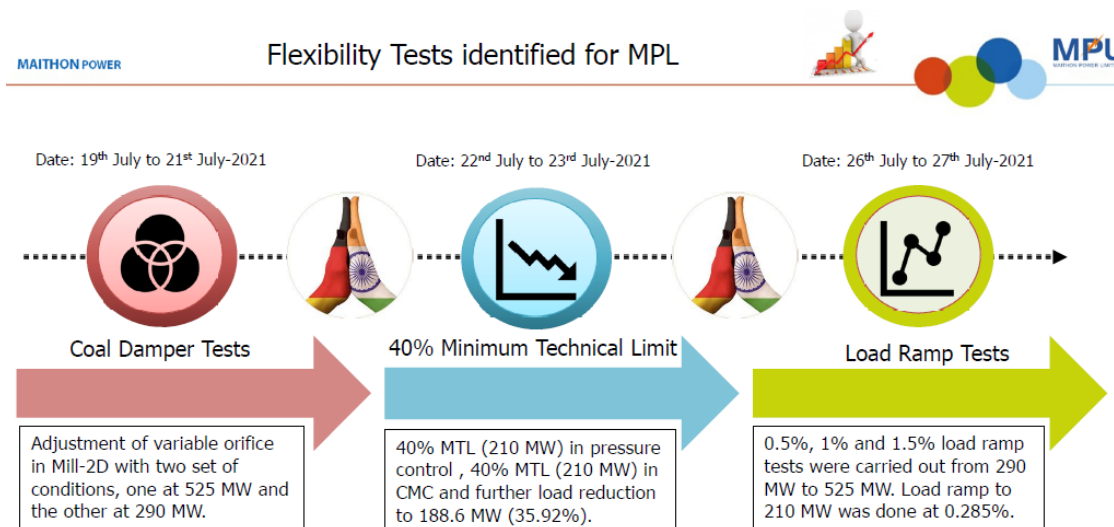 MAITHON POWER
Flexibility Tests identified for MPL
MPL
MAITHON POWER LIMIT
Date: 19th July to 21st July-2021
Date: 22nd July to 23rd July-2021
Date: 26th July to 27th July-2021
Coal Damper Tests
40% Minimum Technical Limit
Load Ramp Tests
Adjustment of variable orifice
in Mill-2D with two set of
conditions, one at 525 MW and
the other at 290 MW.
40% MTL (210 MW) in pressure
control , 40% MTL (210 MW) in
CMC and further load reduction
to 188.6 MW (35.92%).
0.5%, 1% and 1.5% load ramp
tests were carried out from 290
MW to 525 MW. Load ramp to
210 MW was done at 0.285%.